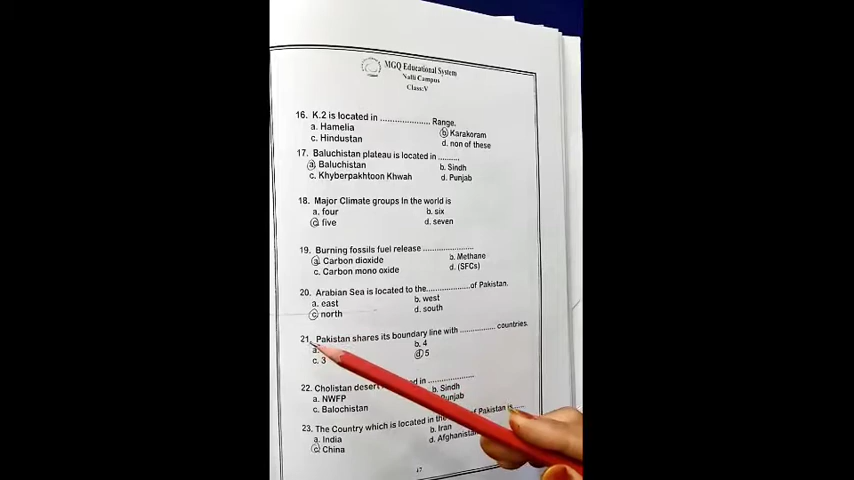 MGQ Educational System
Nalli Campus
Class:V
16. K.2 is located in ..................... Range.
a. Hamelia b. Karakoram
c. Hindustan d. non of these
17. Baluchistan plateau is located in .........
a. Baluchistan b. Sindh
c. Khyberpakhtoon Khwah d. Punjab
18. Major Climate groups In the world is
a. four b. six
c. five d. seven
19. Burning fossils fuel release .....................
a. Carbon dioxide b. Methane
c. Carbon mono oxide d. (SFCs)
20. Arabian Sea is located to the..................of Pakistan.
a. east b. west
c. north d. south
21. Pakistan shares its boundary line with .............. countries.
a. b. 4
c. 3 d. 5
22. Cholistan desert in ...................
a. NWFP b. Sindh
c. Balochistan Punjab
23. The Country which is located in the of Pakistan is.....
a. India b. Iran
c. China d. Afghanistan
47